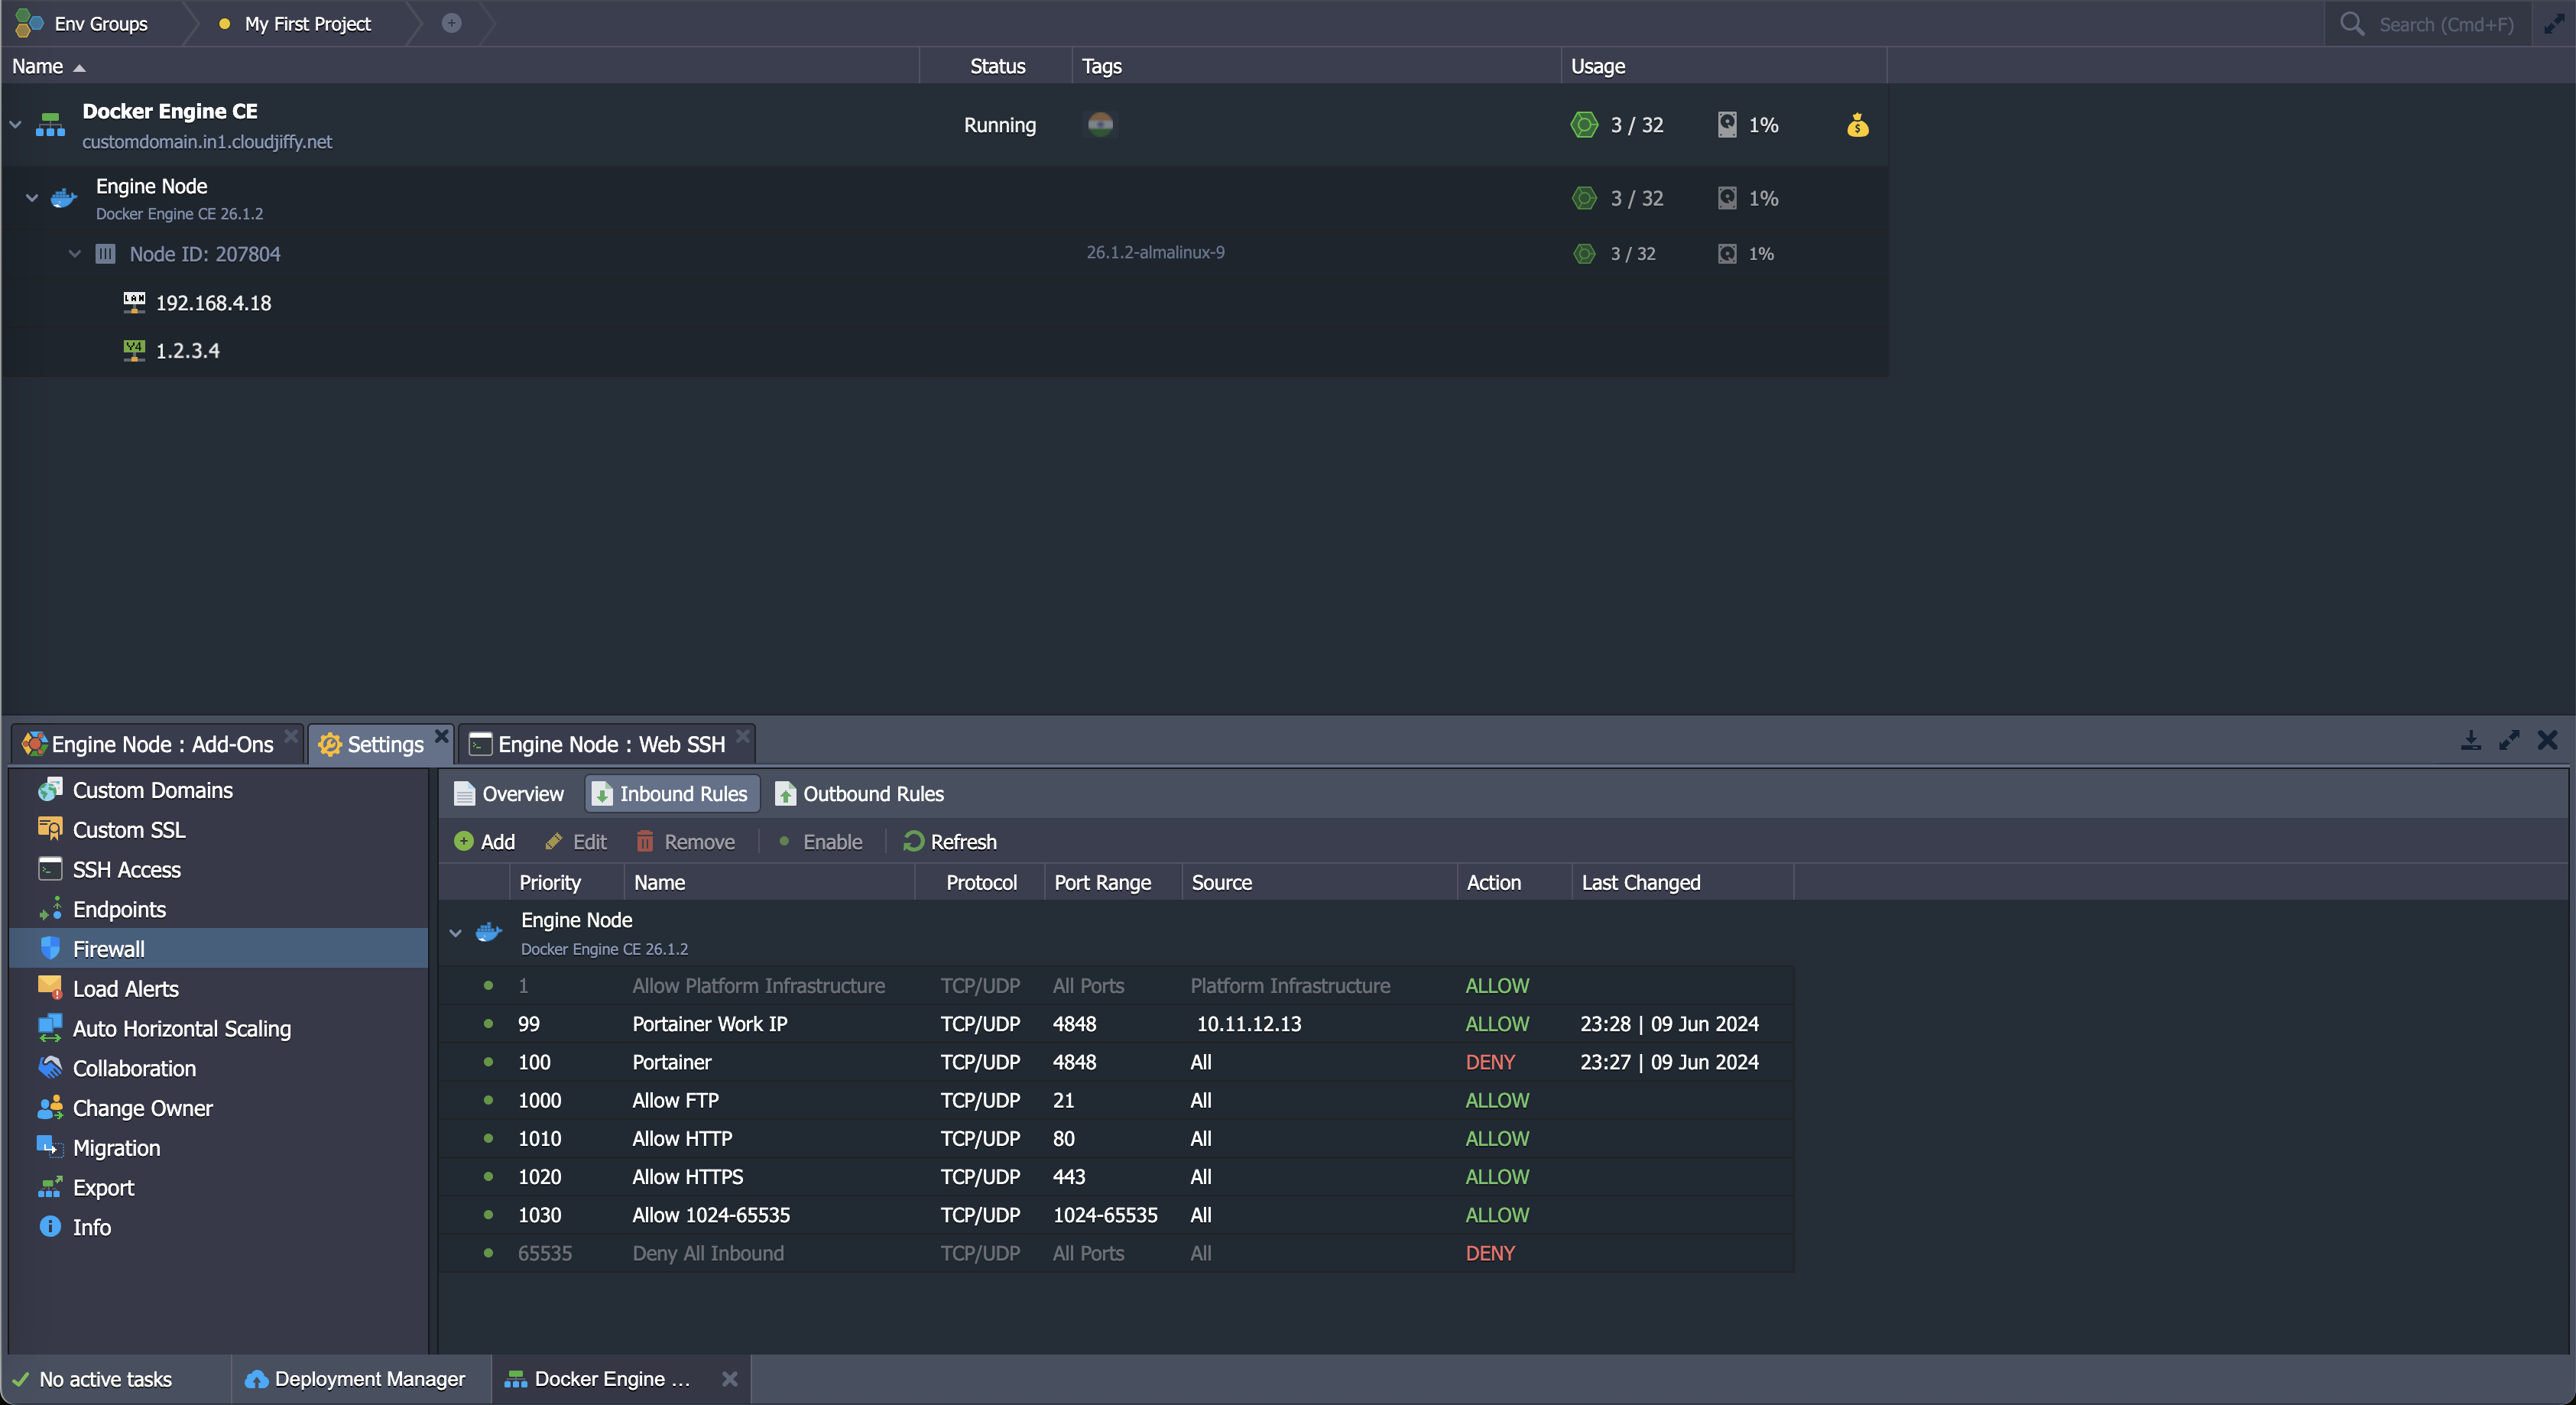 Env Groups My First Project Search (Cmd+F)
Name Status Tags Usage
Docker Engine CE
customdomain.in1.cloudjiffy.net
Running 3 / 32 1%
Engine Node
Docker Engine CE 26.1.2
3 / 32 1%
Node ID: 207804 26.1.2-almalinux-9 3 / 32 1%
LAN 192.168.4.18
V4 1.2.3.4
Engine Node : Add-Ons Settings Engine Node : Web SSH
Custom Domains
Custom SSL
SSH Access
Endpoints
Firewall
Load Alerts
Auto Horizontal Scaling
Collaboration
Change Owner
Migration
Export
Info
Overview Inbound Rules Outbound Rules
Add Edit Remove Enable Refresh
Priority Name Protocol Port Range Source Action Last Changed
Engine Node
Docker Engine CE 26.1.2
1 Allow Platform Infrastructure TCP/UDP All Ports Platform Infrastructure ALLOW
99 Portainer Work IP TCP/UDP 4848 10.11.12.13 ALLOW 23:28 | 09 Jun 2024
100 Portainer TCP/UDP 4848 All DENY 23:27 | 09 Jun 2024
1000 Allow FTP TCP/UDP 21 All ALLOW
1010 Allow HTTP TCP/UDP 80 All ALLOW
1020 Allow HTTPS TCP/UDP 443 All ALLOW
1030 Allow 1024-65535 TCP/UDP 1024-65535 All ALLOW
65535 Deny All Inbound TCP/UDP All Ports All DENY
No active tasks Deployment Manager Docker Engine ...